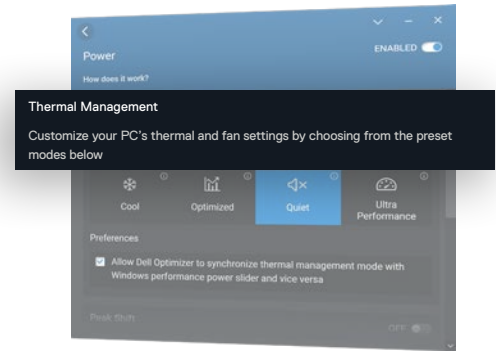 Power
ENABLED
How does it work?
Thermal Management
Customize your PC's thermal and fan settings by choosing from the preset
modes below
Cool
Optimized
Quiet
Ultra
Performance
Preferences
Allow Dell Optimizer to synchronize thermal management mode with
Windows performance power slider and vice versa
Peak Shift
OFF